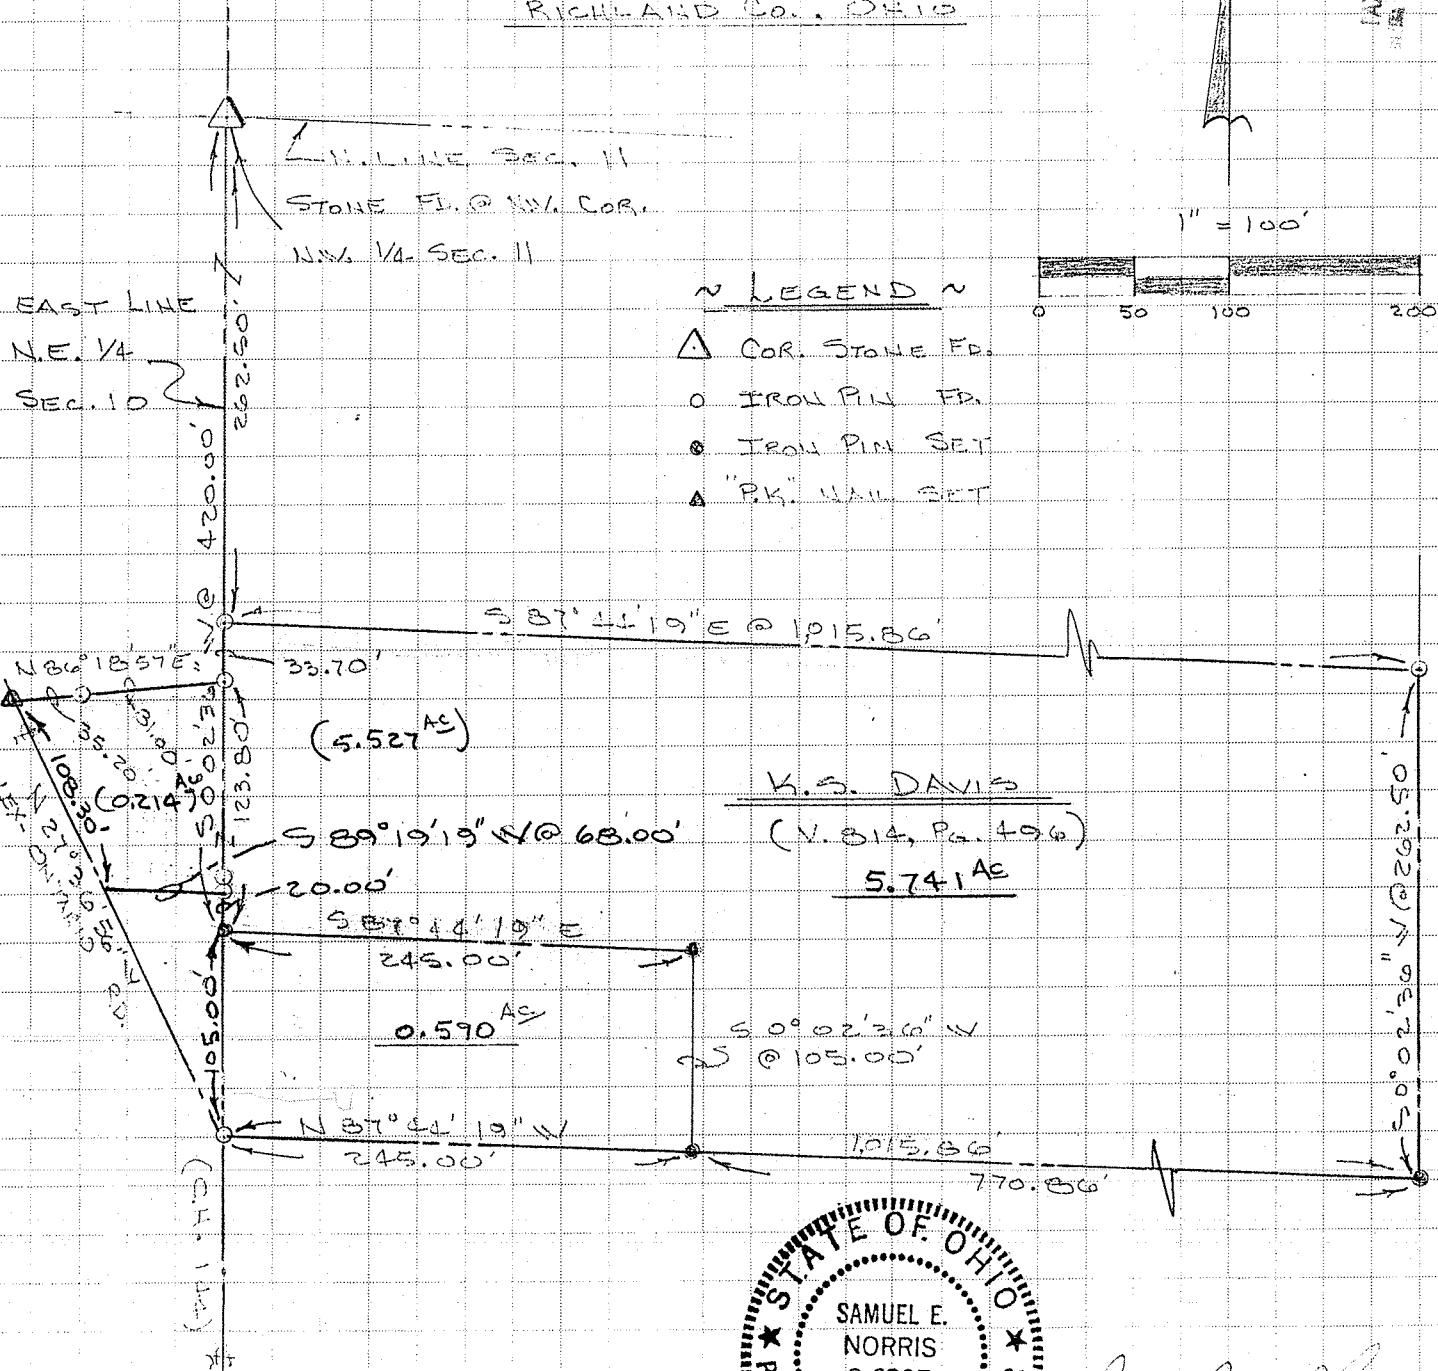 RICHLAND CO., OHIO
N. LINE SEC. 11
STONE FD. @ N.W. COR.
N.W. 1/4 SEC. 11
1" = 100'
0 50 100 200
EAST LINE
N.E. 1/4
SEC. 10
262.50'
420.00'
~ LEGEND ~
COR. STONE FD.
IRON PIN FD.
IRON PIN SET
"P.K." NAIL SET
S 87° 44' 19" E @ 1,015.86'
N 86° 18' 57" E
33.70'
35.20'
31.00'
(5.527 AC)
123.80'
108.30'
(0.214 AC)
K.S. DAVIS
(V. 814, PG. 496)
5.741 AC
S 89° 19' 19" W @ 68.00'
20.00'
S 87° 44' 19" E
245.00'
0.590 AC
105.00'
S 0° 02' 36" W
@ 105.00'
S 0° 02' 36" W @ 262.50'
N 87° 44' 19" W
245.00'
1,015.86'
770.86'
STATE OF OHIO
SAMUEL E.
NORRIS